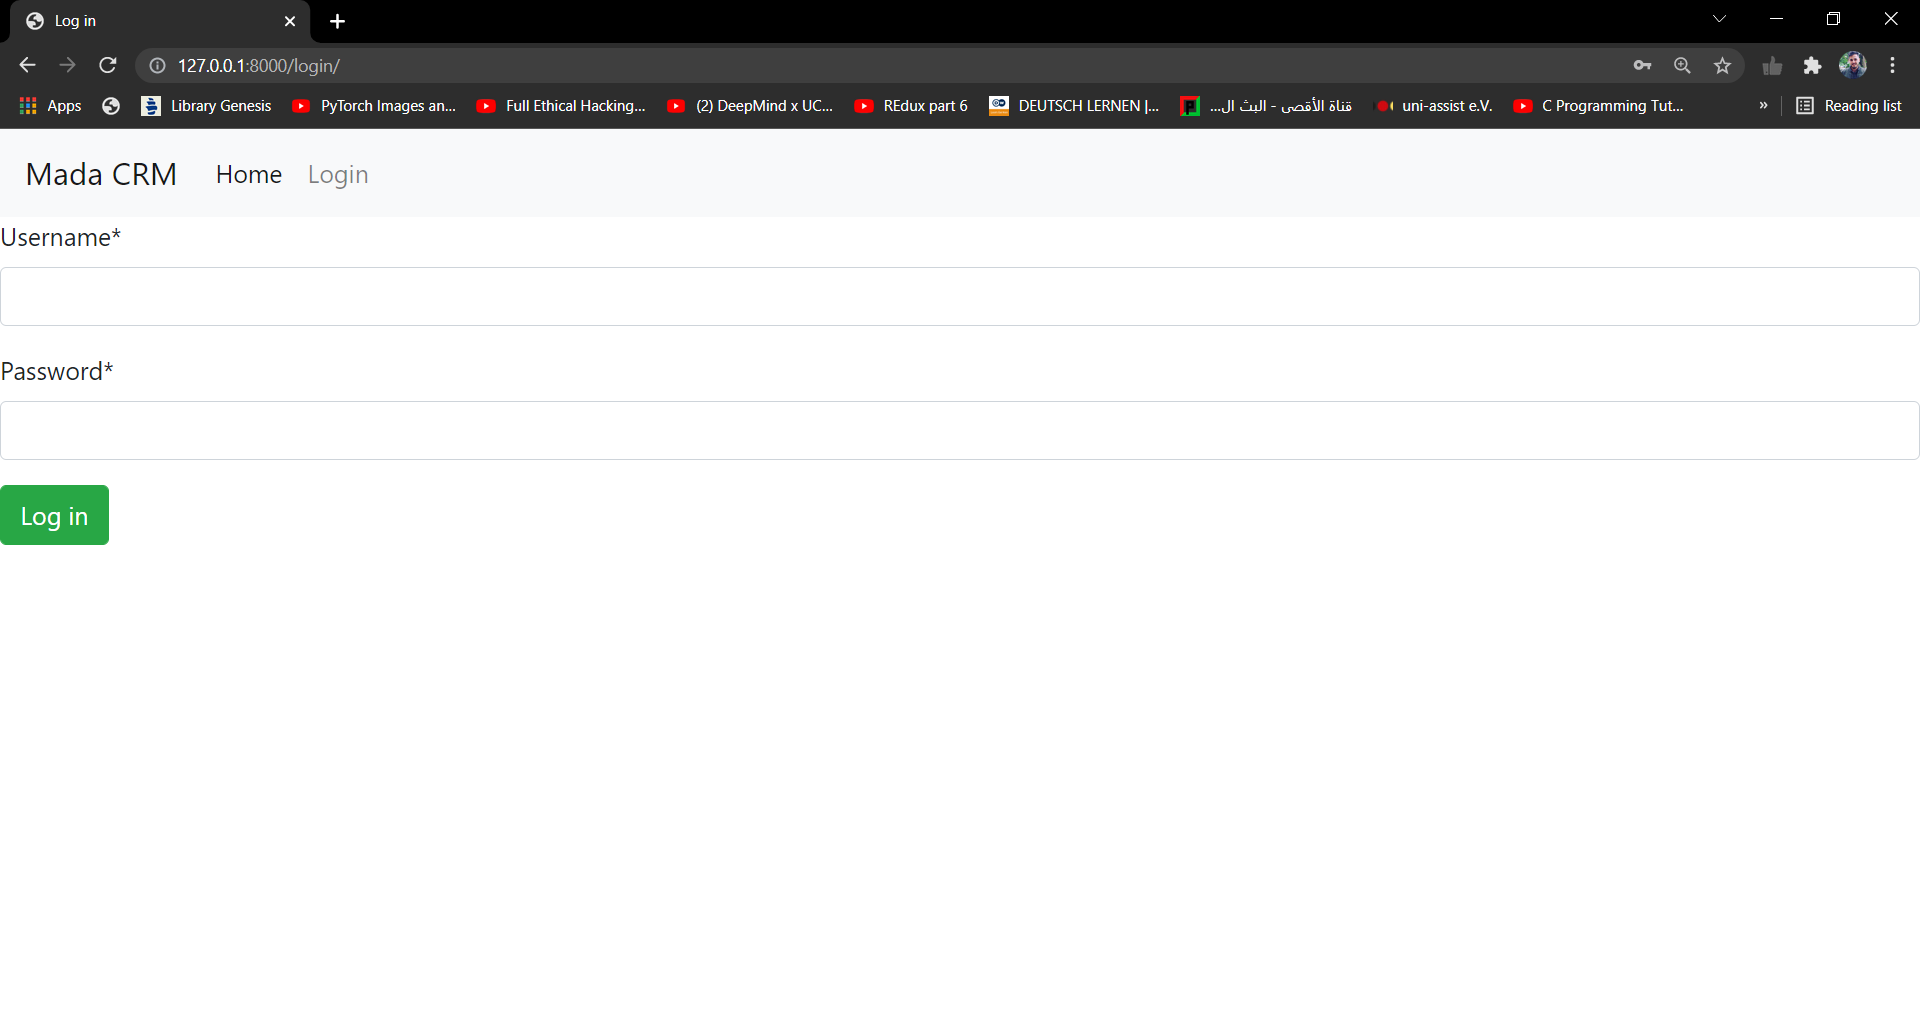 Log in
127.0.0.1:8000/login/
Apps Library Genesis PyTorch Images an... Full Ethical Hacking... (2) DeepMind x UC... REdux part 6 DEUTSCH LERNEN |... قناة الأقصى - البث ال... uni-assist e.V. C Programming Tut... » Reading list
Mada CRM Home Login
Username*
Password*
Log in